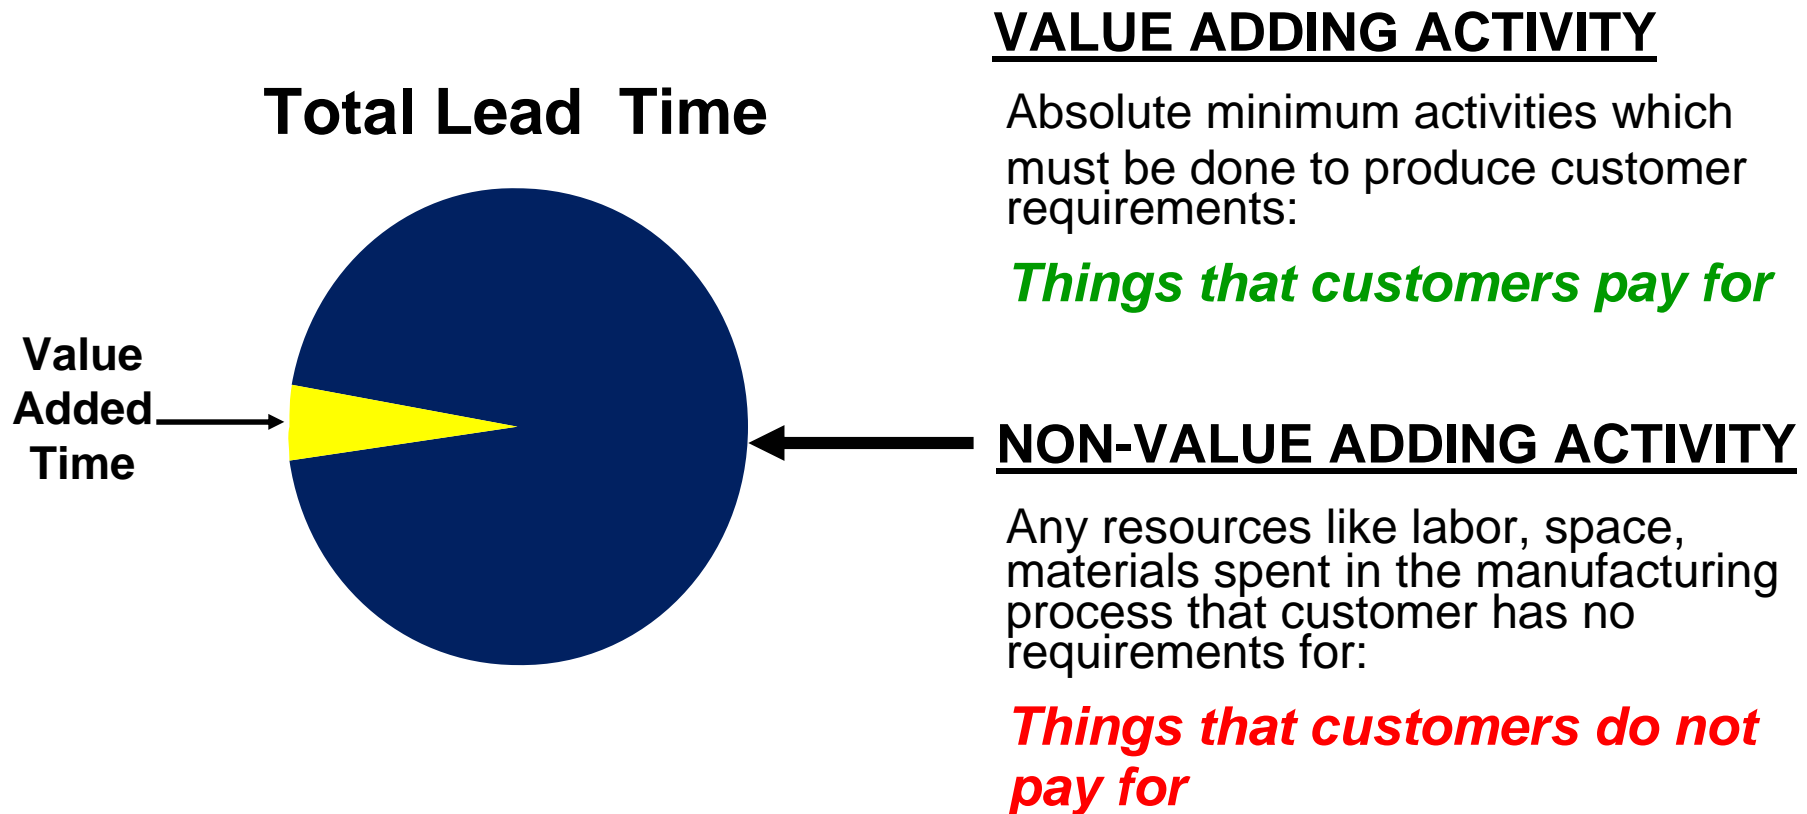 Total Lead Time
Value
Added
Time
VALUE ADDING ACTIVITY
Absolute minimum activities which
must be done to produce customer
requirements:
Things that customers pay for
NON-VALUE ADDING ACTIVITY
Any resources like labor, space,
materials spent in the manufacturing
process that customer has no
requirements for:
Things that customers do not
pay for